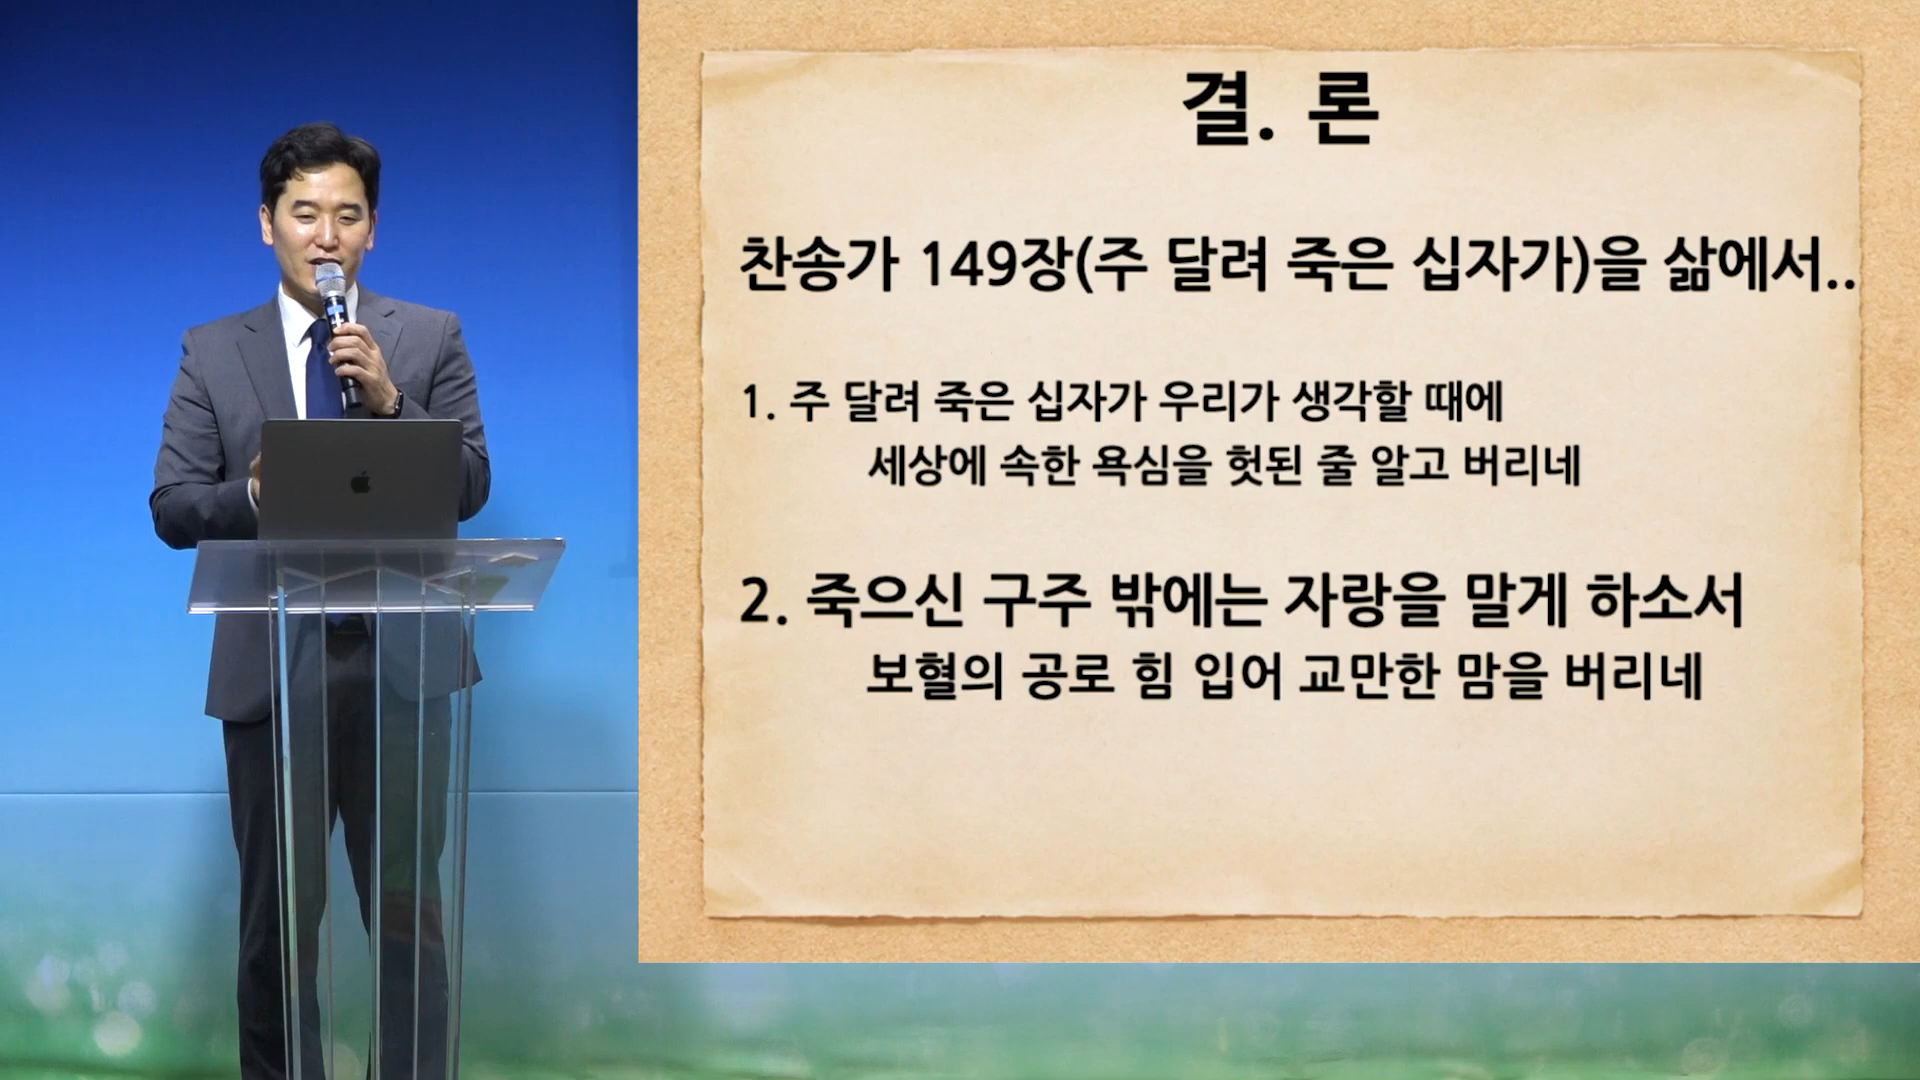 결. 론
찬송가 149장(주 달려 죽은 십자가)을 삶에서..
1. 주 달려 죽은 십자가 우리가 생각할 때에
세상에 속한 욕심을 헛된 줄 알고 버리네
2. 죽으신 구주 밖에는 자랑을 말게 하소서
보혈의 공로 힘 입어 교만한 맘을 버리네